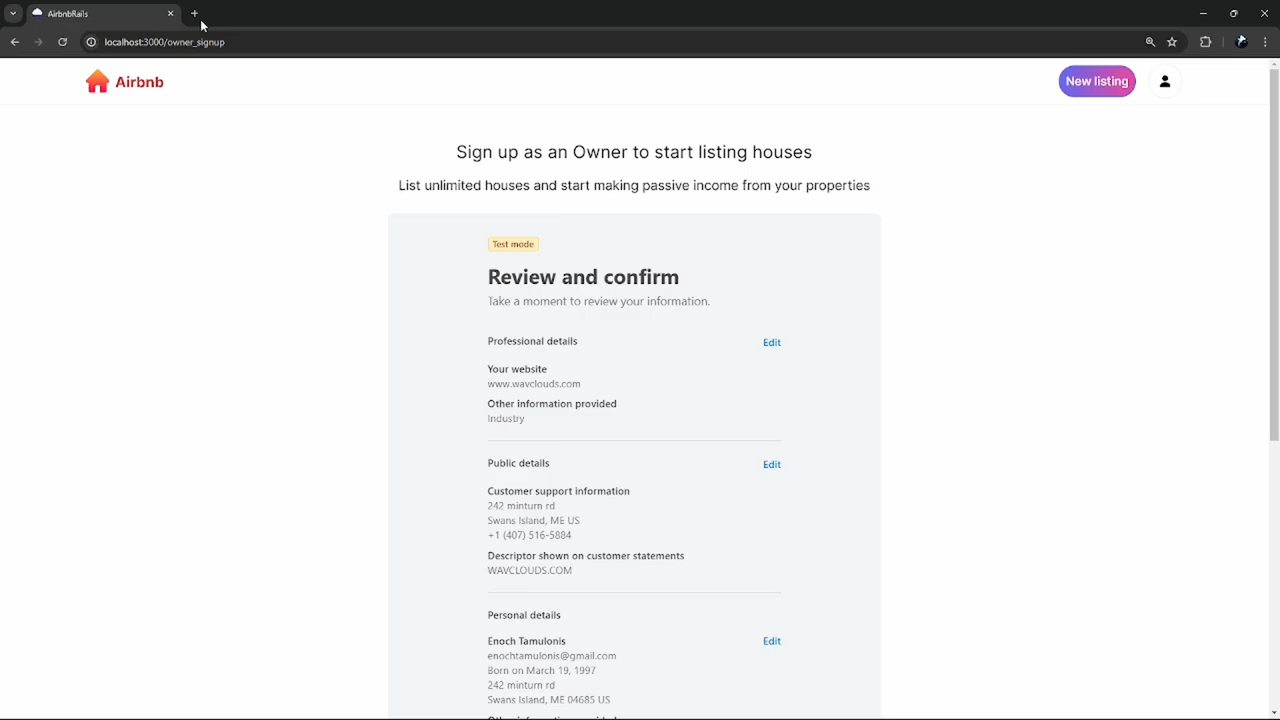 AirbnbRails
localhost:3000/owner_signup
Airbnb
New listing
Sign up as an Owner to start listing houses
List unlimited houses and start making passive income from your properties
Test mode
Review and confirm
Take a moment to review your information.
Professional details
Edit
Your website
www.wavclouds.com
Other information provided
Industry
Public details
Edit
Customer support information
242 minturn rd
Swans Island, ME US
+1 (407) 516-5884
Descriptor shown on customer statements
WAVCLOUDS.COM
Personal details
Enoch Tamulonis
Edit
enochtamulonis@gmail.com
Born on March 19, 1997
242 minturn rd
Swans Island, ME 04685 US